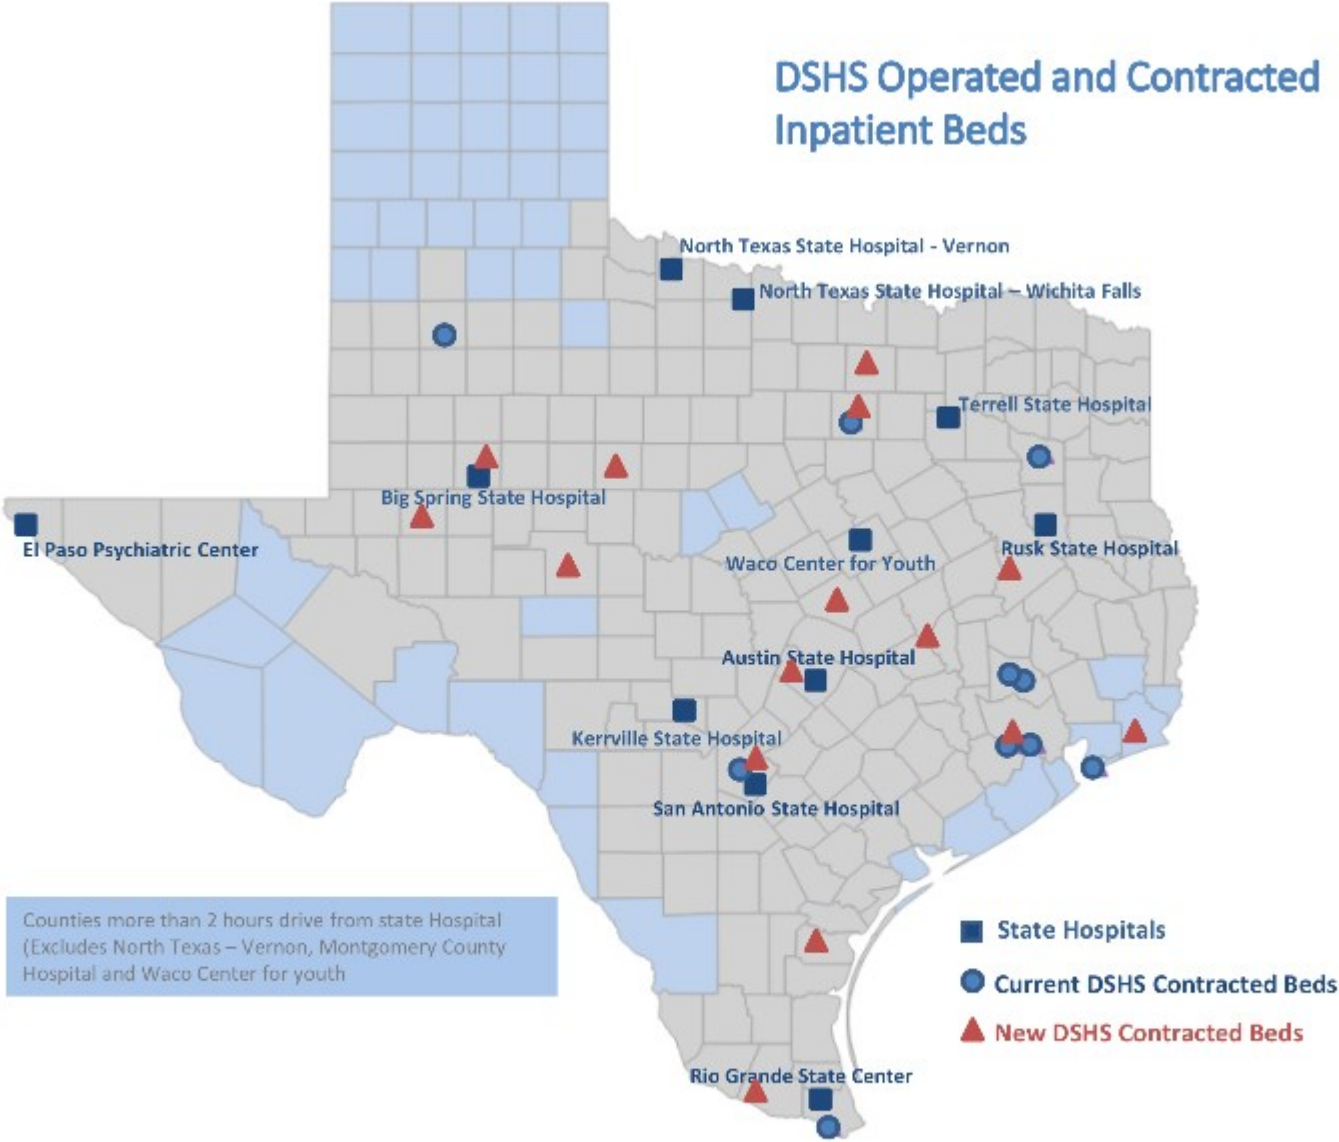 DSHS Operated and Contracted
Inpatient Beds
North Texas State Hospital - Vernon
North Texas State Hospital – Wichita Falls
Terrell State Hospital
Big Spring State Hospital
El Paso Psychiatric Center
Rusk State Hospital
Waco Center for Youth
Austin State Hospital
Kerrville State Hospital
San Antonio State Hospital
Counties more than 2 hours drive from state Hospital
(Excludes North Texas – Vernon, Montgomery County
Hospital and Waco Center for youth
State Hospitals
Current DSHS Contracted Beds
New DSHS Contracted Beds
Rio Grande State Center